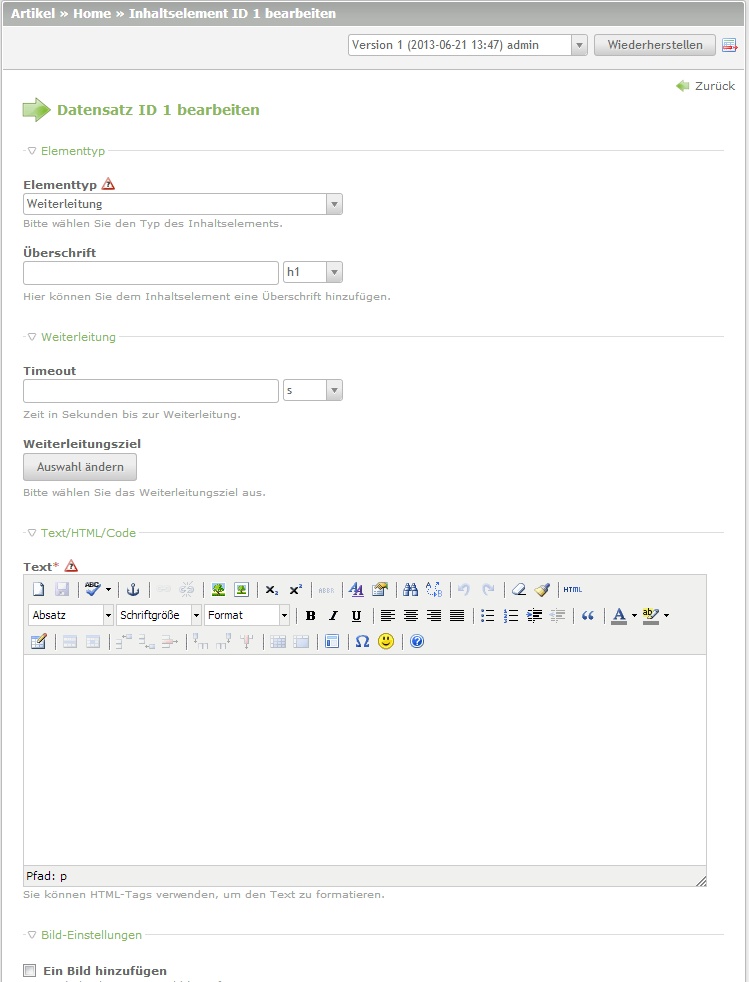 Artikel » Home » Inhaltselement ID 1 bearbeiten
Version 1 (2013-06-21 13:47) admin Wiederherstellen
Zurück
Datensatz ID 1 bearbeiten
Elementtyp
Elementtyp
Weiterleitung
Bitte wählen Sie den Typ des Inhaltselements.
Überschrift
h1
Hier können Sie dem Inhaltselement eine Überschrift hinzufügen.
Weiterleitung
Timeout
s
Zeit in Sekunden bis zur Weiterleitung.
Weiterleitungsziel
Auswahl ändern
Bitte wählen Sie das Weiterleitungsziel aus.
Text/HTML/Code
Text*
HTML
Absatz Schriftgröße Format B I U
Pfad: p
Sie können HTML-Tags verwenden, um den Text zu formatieren.
Bild-Einstellungen
Ein Bild hinzufügen